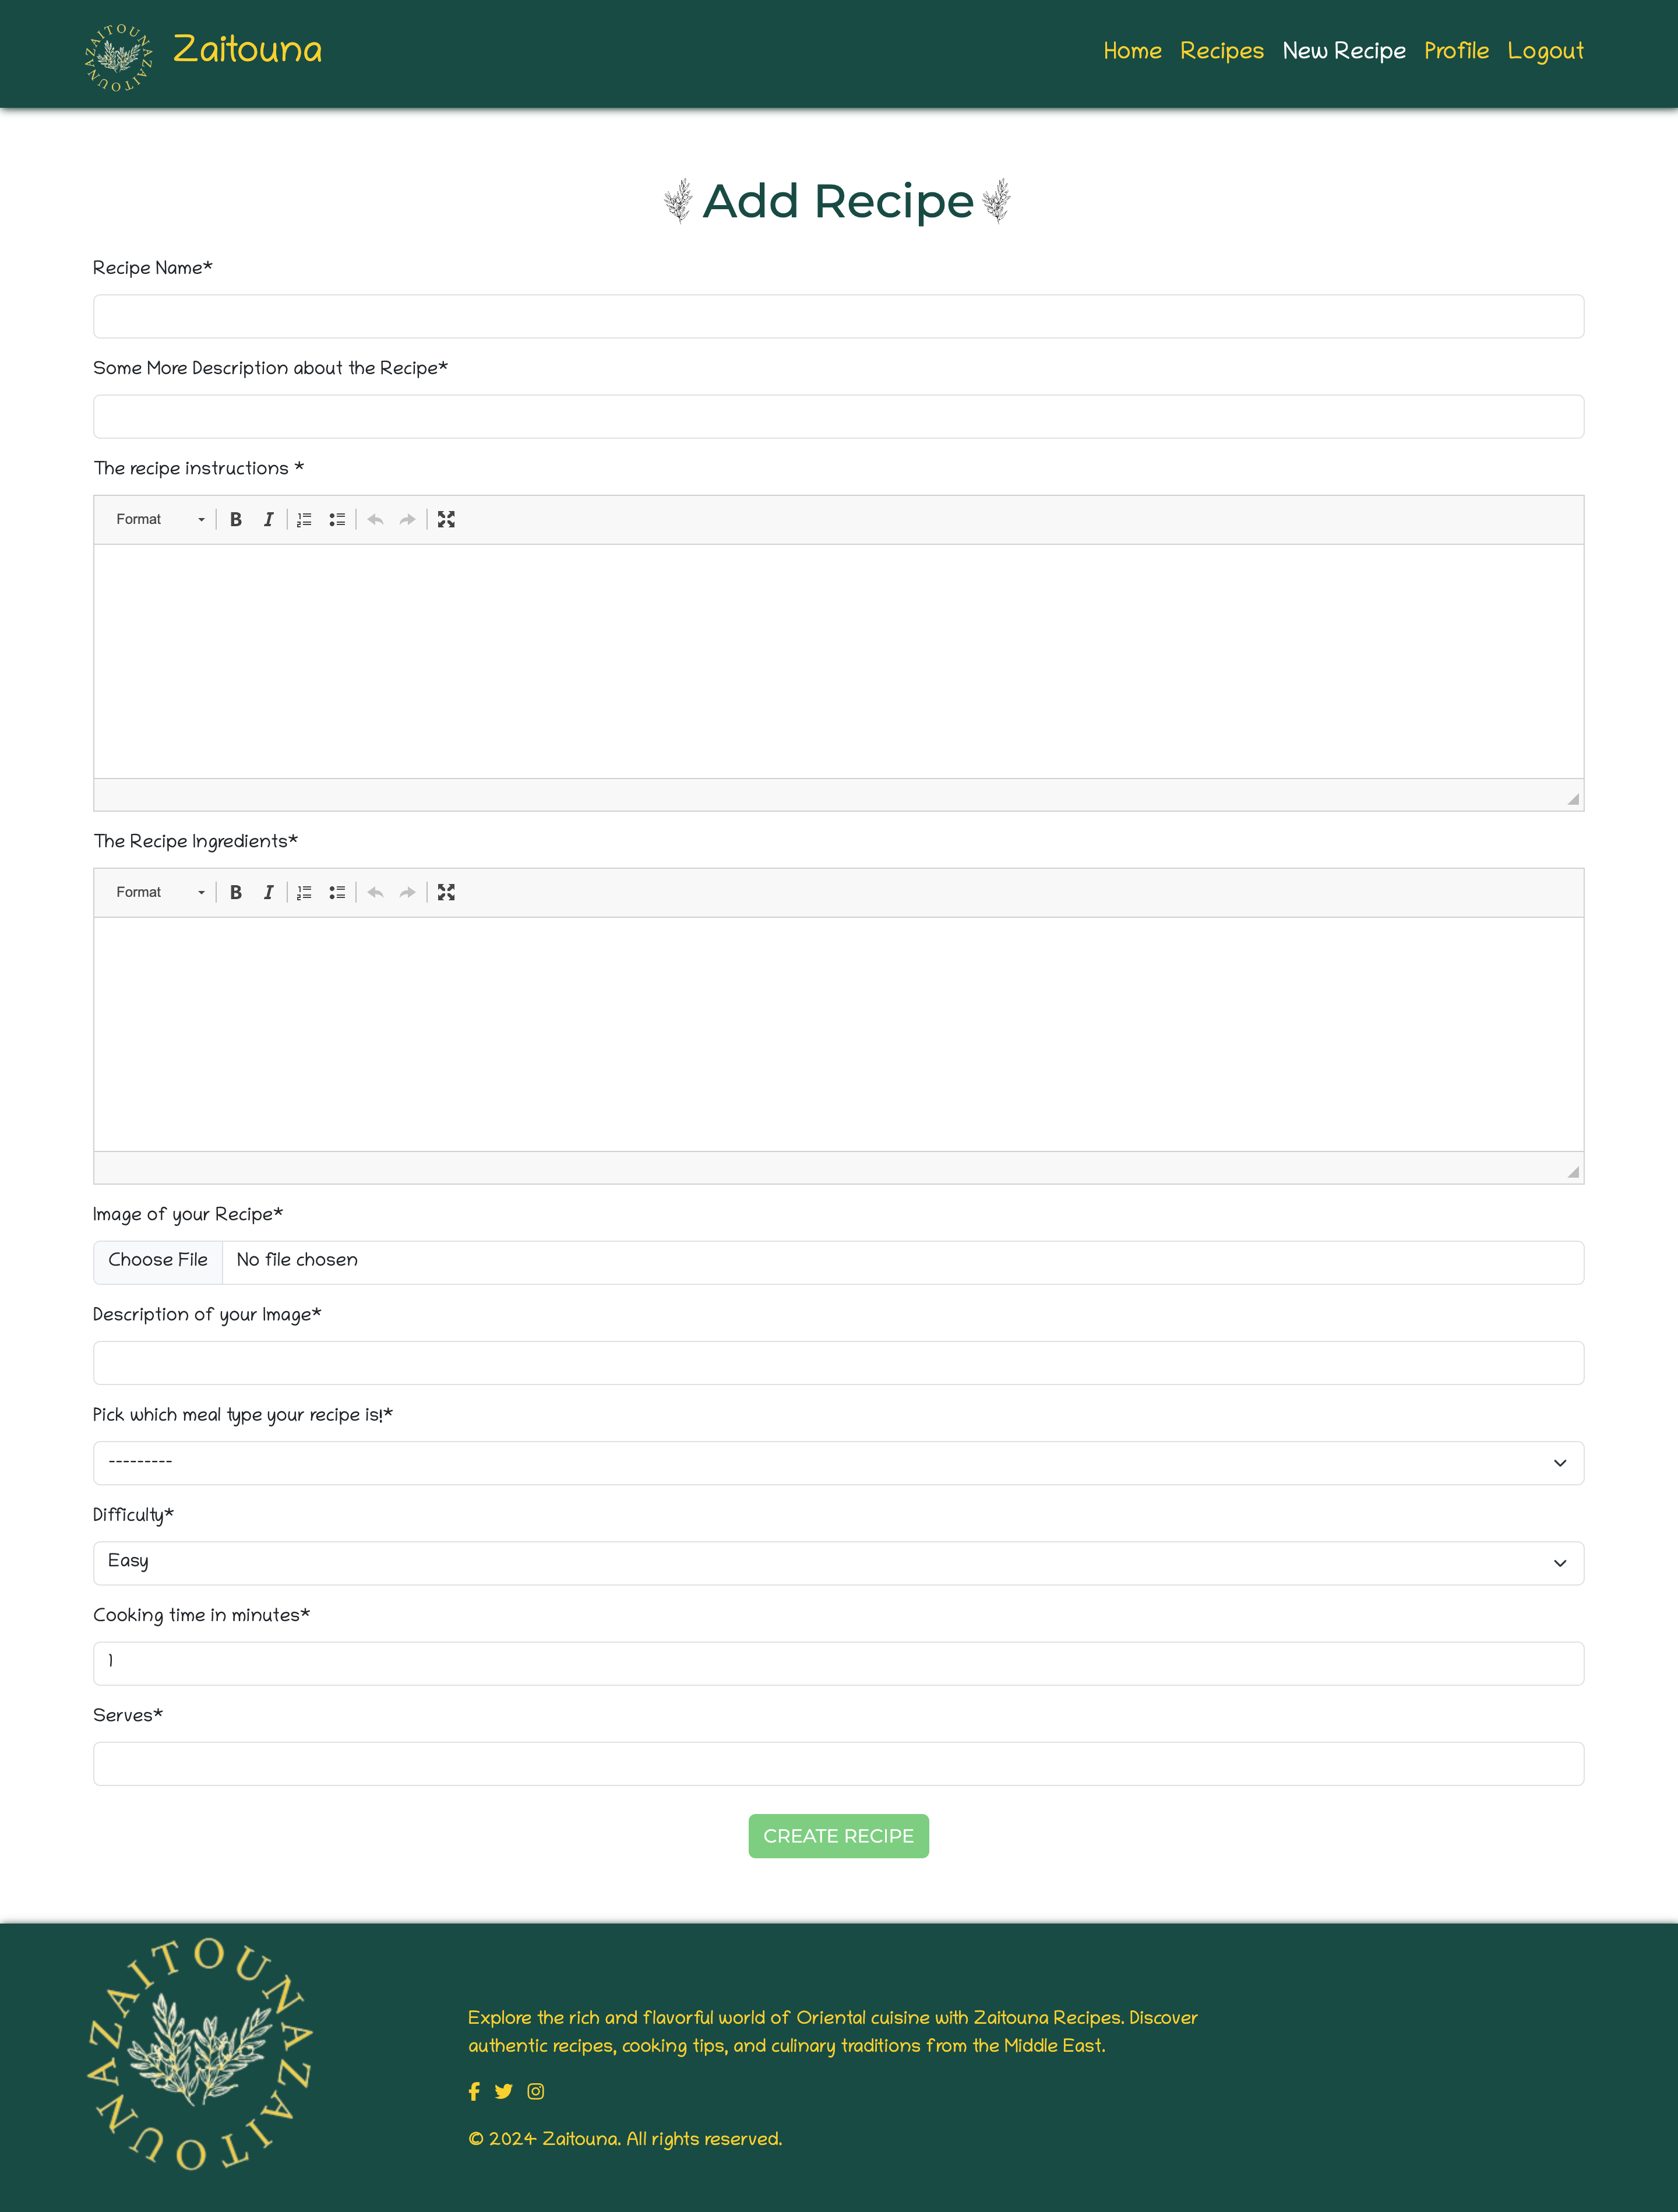 ZAITOUNA ZAITOUNA
Zaitouna
Home Recipes New Recipe Profile Logout
Add Recipe
Recipe Name*
Some More Description about the Recipe*
The recipe instructions *
Format B I
The Recipe Ingredients*
Format B I
Image of your Recipe*
Choose File No file chosen
Description of your Image*
Pick which meal type your recipe is!*
---------
Difficulty*
Easy
Cooking time in minutes*
1
Serves*
CREATE RECIPE
ZAITOUNA ZAITOUNA
Explore the rich and flavorful world of Oriental cuisine with Zaitouna Recipes. Discover
authentic recipes, cooking tips, and culinary traditions from the Middle East.
© 2024 Zaitouna. All rights reserved.